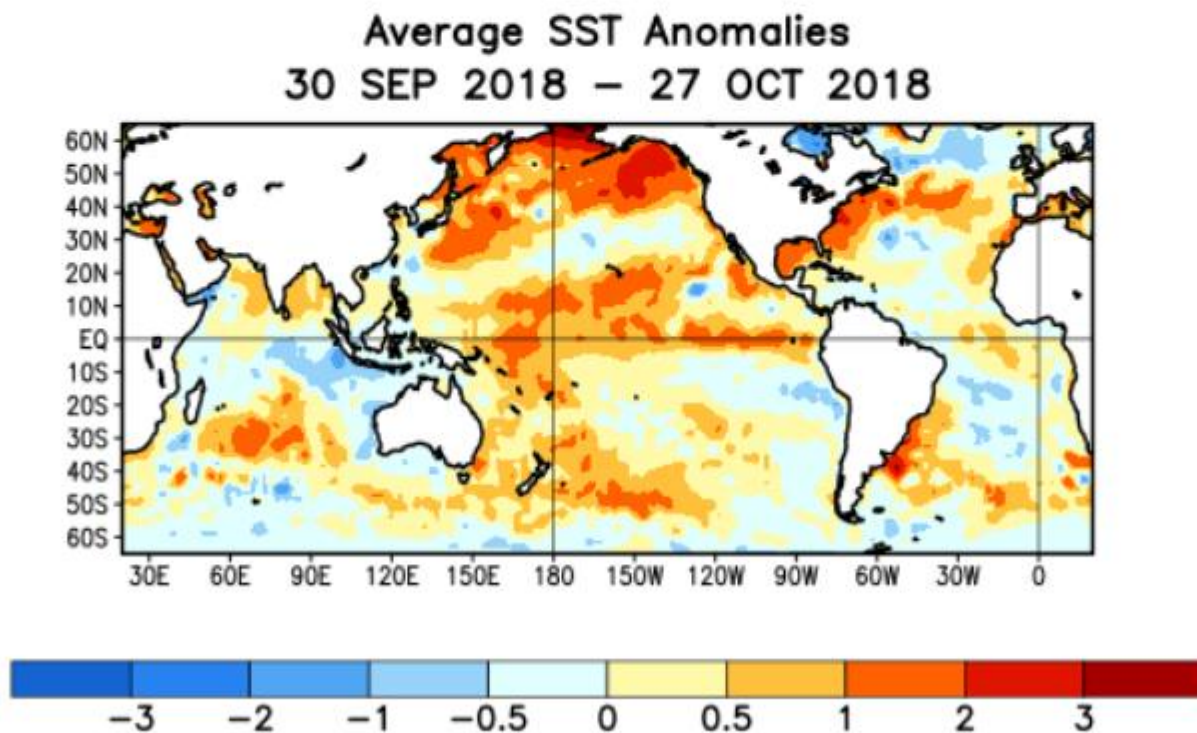 Average SST Anomalies
30 SEP 2018 – 27 OCT 2018
60N
50N
40N
30N
20N
10N
EQ
10S
20S
30S
40S
50S
60S
30E 60E 90E 120E 150E 180 150W 120W 90W 60W 30W 0
−3 −2 −1 −0.5 0 0.5 1 2 3